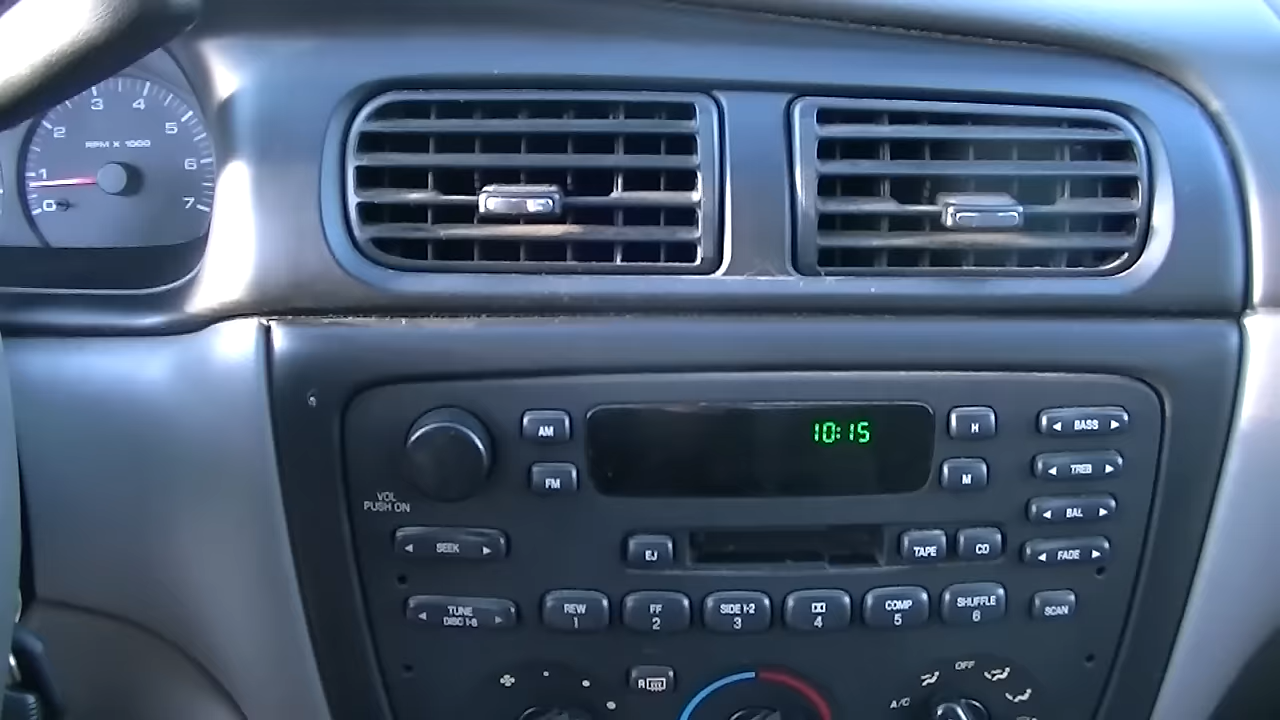 3 4
2 5
RPM X 1000
6
1
0 7
10:15
AM
H
BASS
FM
M
TREB
VOL
PUSH ON
BAL
SEEK
EJ
TAPE
CD
FADE
TUNE
DISC 1-6
REW
1
FF
2
SIDE 1-2
3
4
COMP
5
SHUFFLE
6
SCAN
R
OFF
A/C